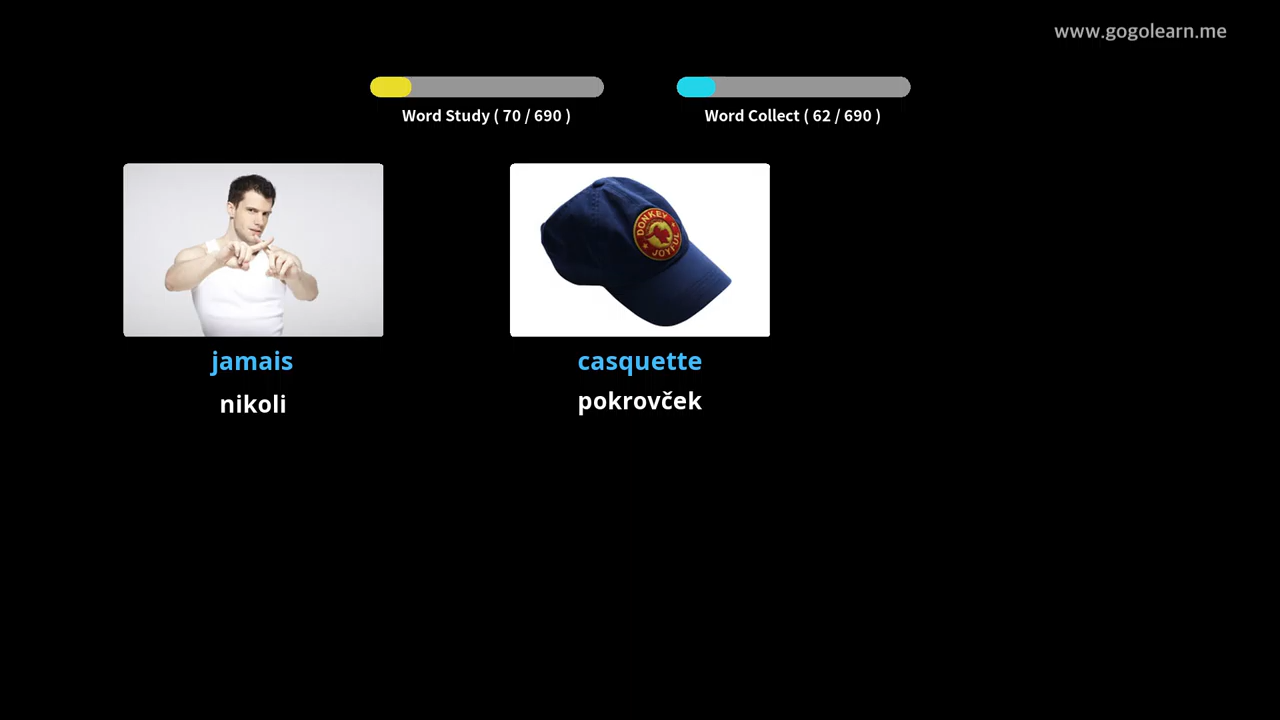 www.gogolearn.me
Word Study ( 70 / 690 )
Word Collect ( 62 / 690 )
DONKEY
JOYFUL
jamais
casquette
nikoli
pokrovček